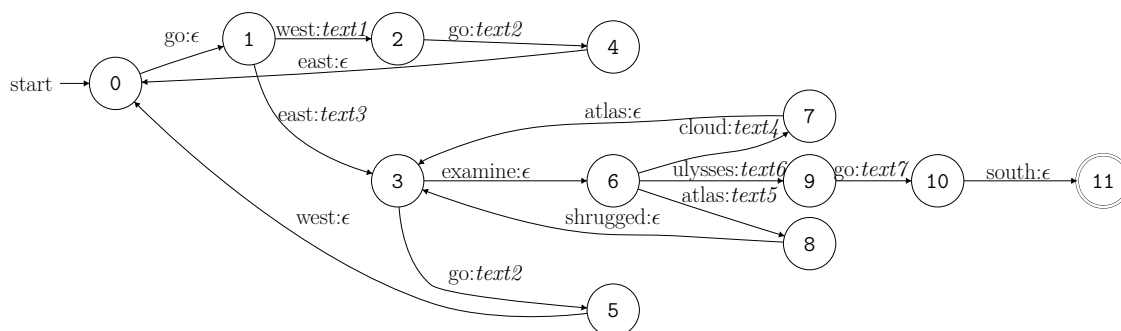 go:ϵ
1
west:text1
2
go:text2
4
east:ϵ
start
0
east:text3
atlas:ϵ
7
cloud:text4
3
examine:ϵ
6
ulysses:text6
9
go:text7
10
south:ϵ
11
atlas:text5
west:ϵ
shrugged:ϵ
8
go:text2
5